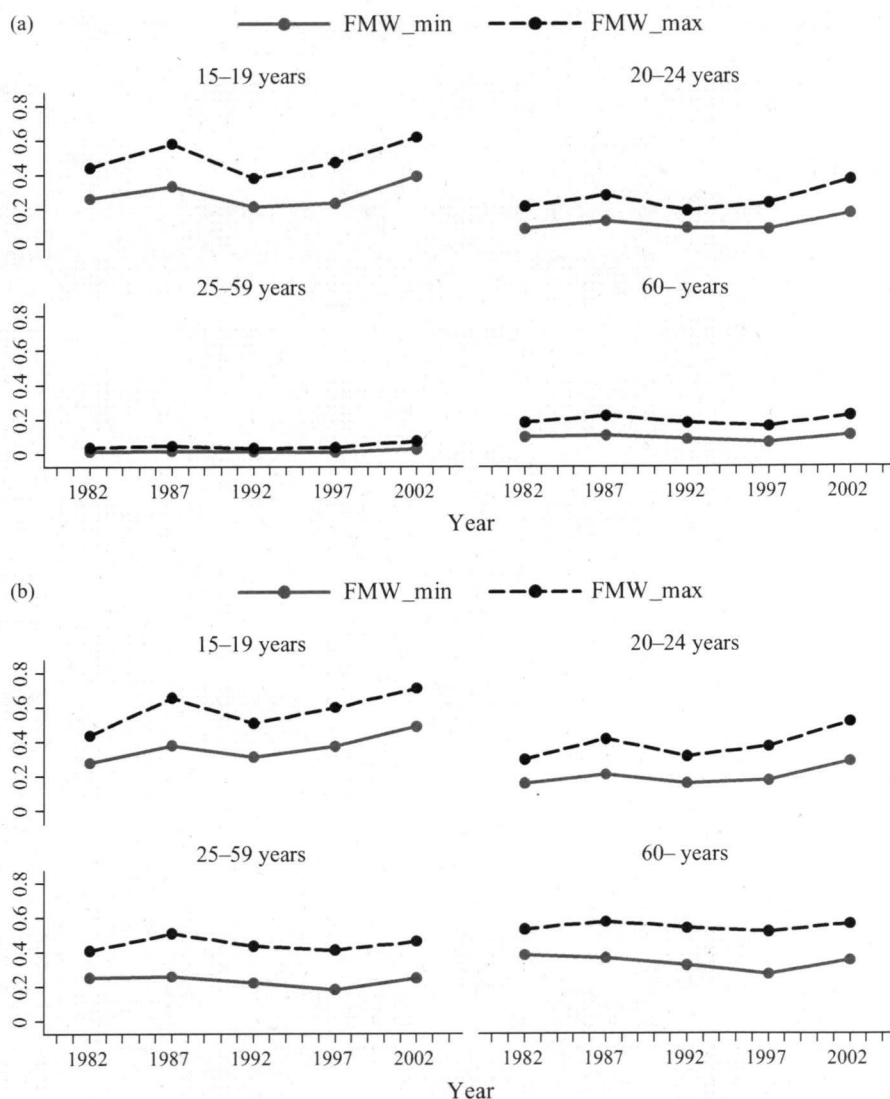 (a) FMW_min FMW_max
15–19 years 20–24 years
0 0.2 0.4 0.6 0.8
25–59 years 60– years
0 0.2 0.4 0.6 0.8
1982 1987 1992 1997 2002 1982 1987 1992 1997 2002
Year
(b) FMW_min FMW_max
15–19 years 20–24 years
0 0.2 0.4 0.6 0.8
25–59 years 60– years
0 0.2 0.4 0.6 0.8
1982 1987 1992 1997 2002 1982 1987 1992 1997 2002
Year